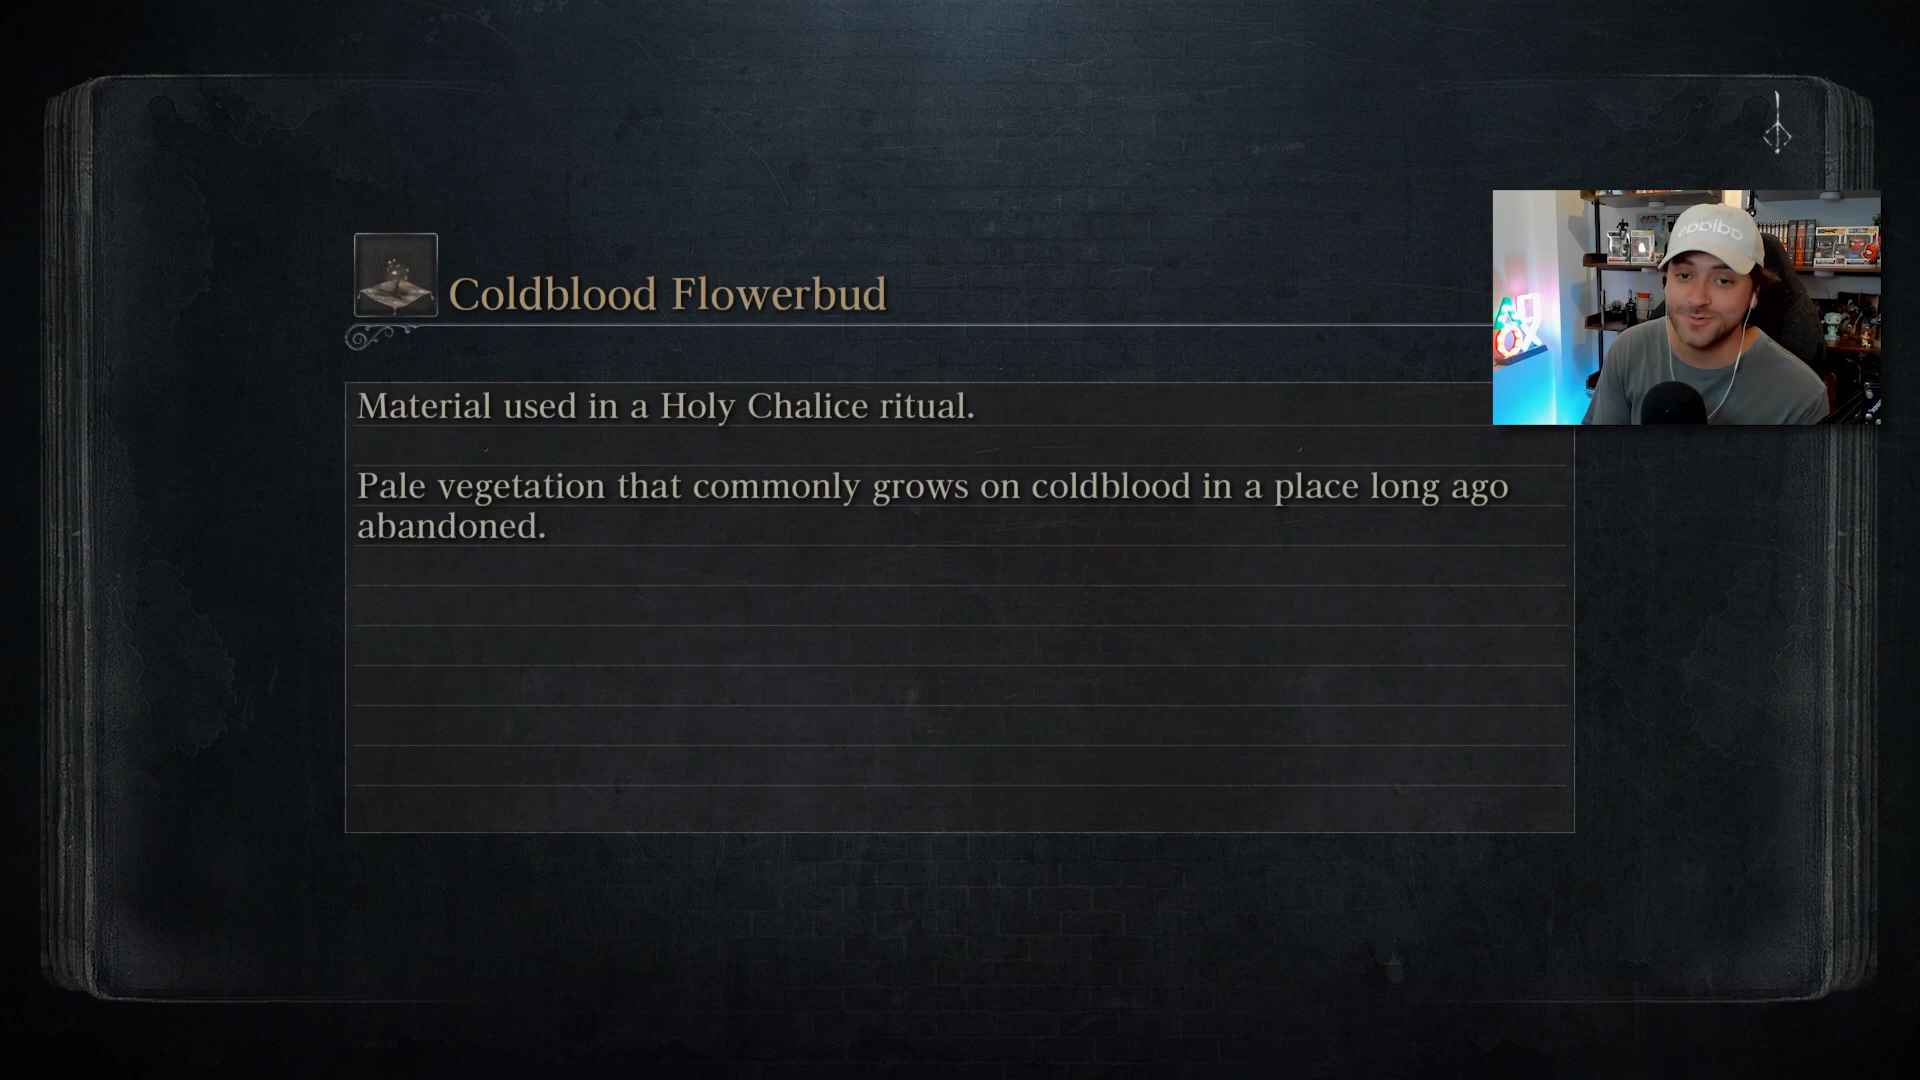 Coldblood Flowerbud
Material used in a Holy Chalice ritual.
Pale vegetation that commonly grows on coldblood in a place long ago
abandoned.
adidas